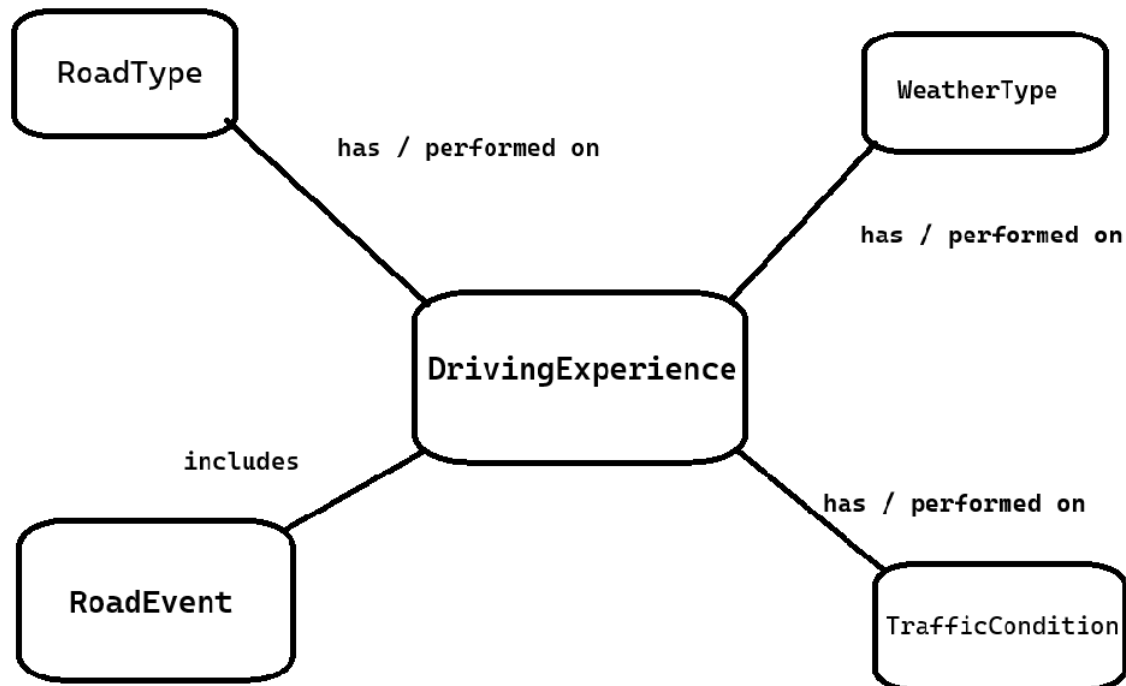 RoadType
WeatherType
has / performed on
has / performed on
DrivingExperience
includes
has / performed on
RoadEvent
TrafficCondition